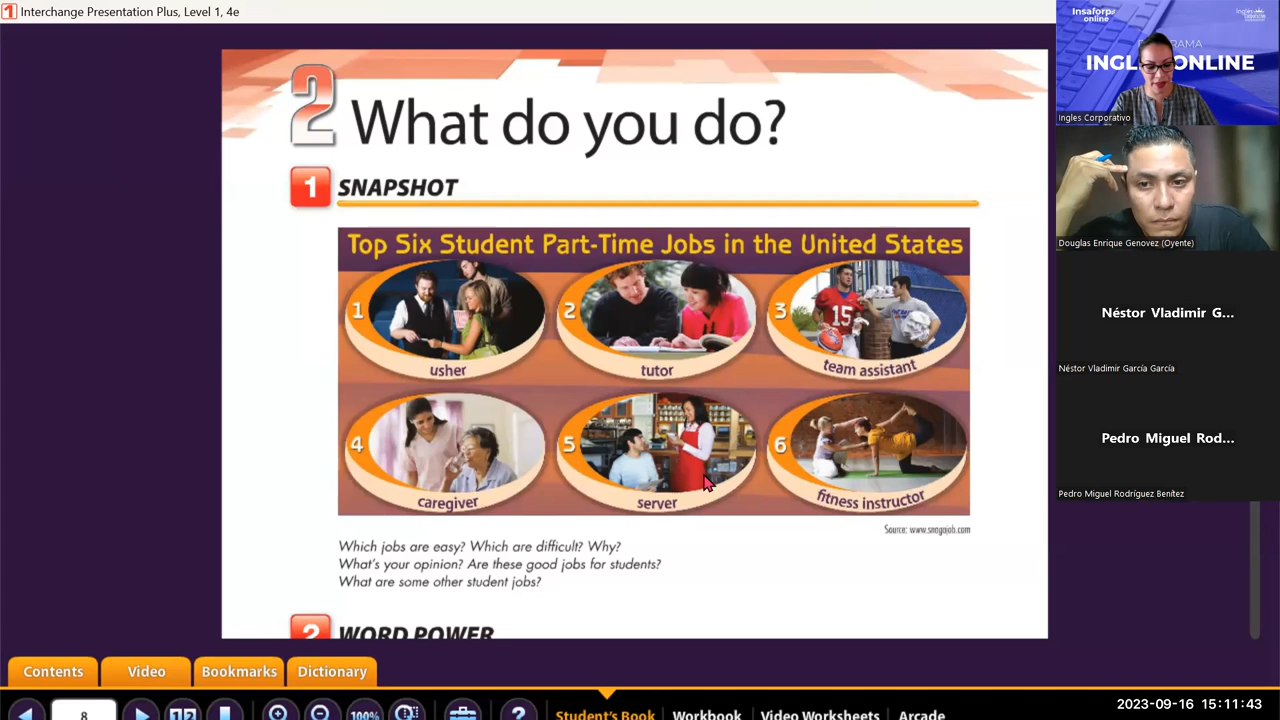 Interchange Presentation Plus, Level 1, 4e
2 What do you do?
1 SNAPSHOT
Top Six Student Part-Time Jobs in the United States
1 usher
2 tutor
3 team assistant
15
4 caregiver
5 server
6 fitness instructor
Source: www.snagajob.com
Which jobs are easy? Which are difficult? Why?
What's your opinion? Are these good jobs for students?
What are some other student jobs?
2 WORD POWER
Contents Video Bookmarks Dictionary
8
100%
?
Student's Book Workbook Video Worksheets Arcade
Insaforp online
INGL ONLINE
Ingles Corporativo
Douglas Enrique Genovez (Oyente)
Néstor Vladimir G...
Néstor Vladimir García García
Pedro Miguel Rod...
Pedro Miguel Rodríguez Benítez
2023-09-16 15:11:43